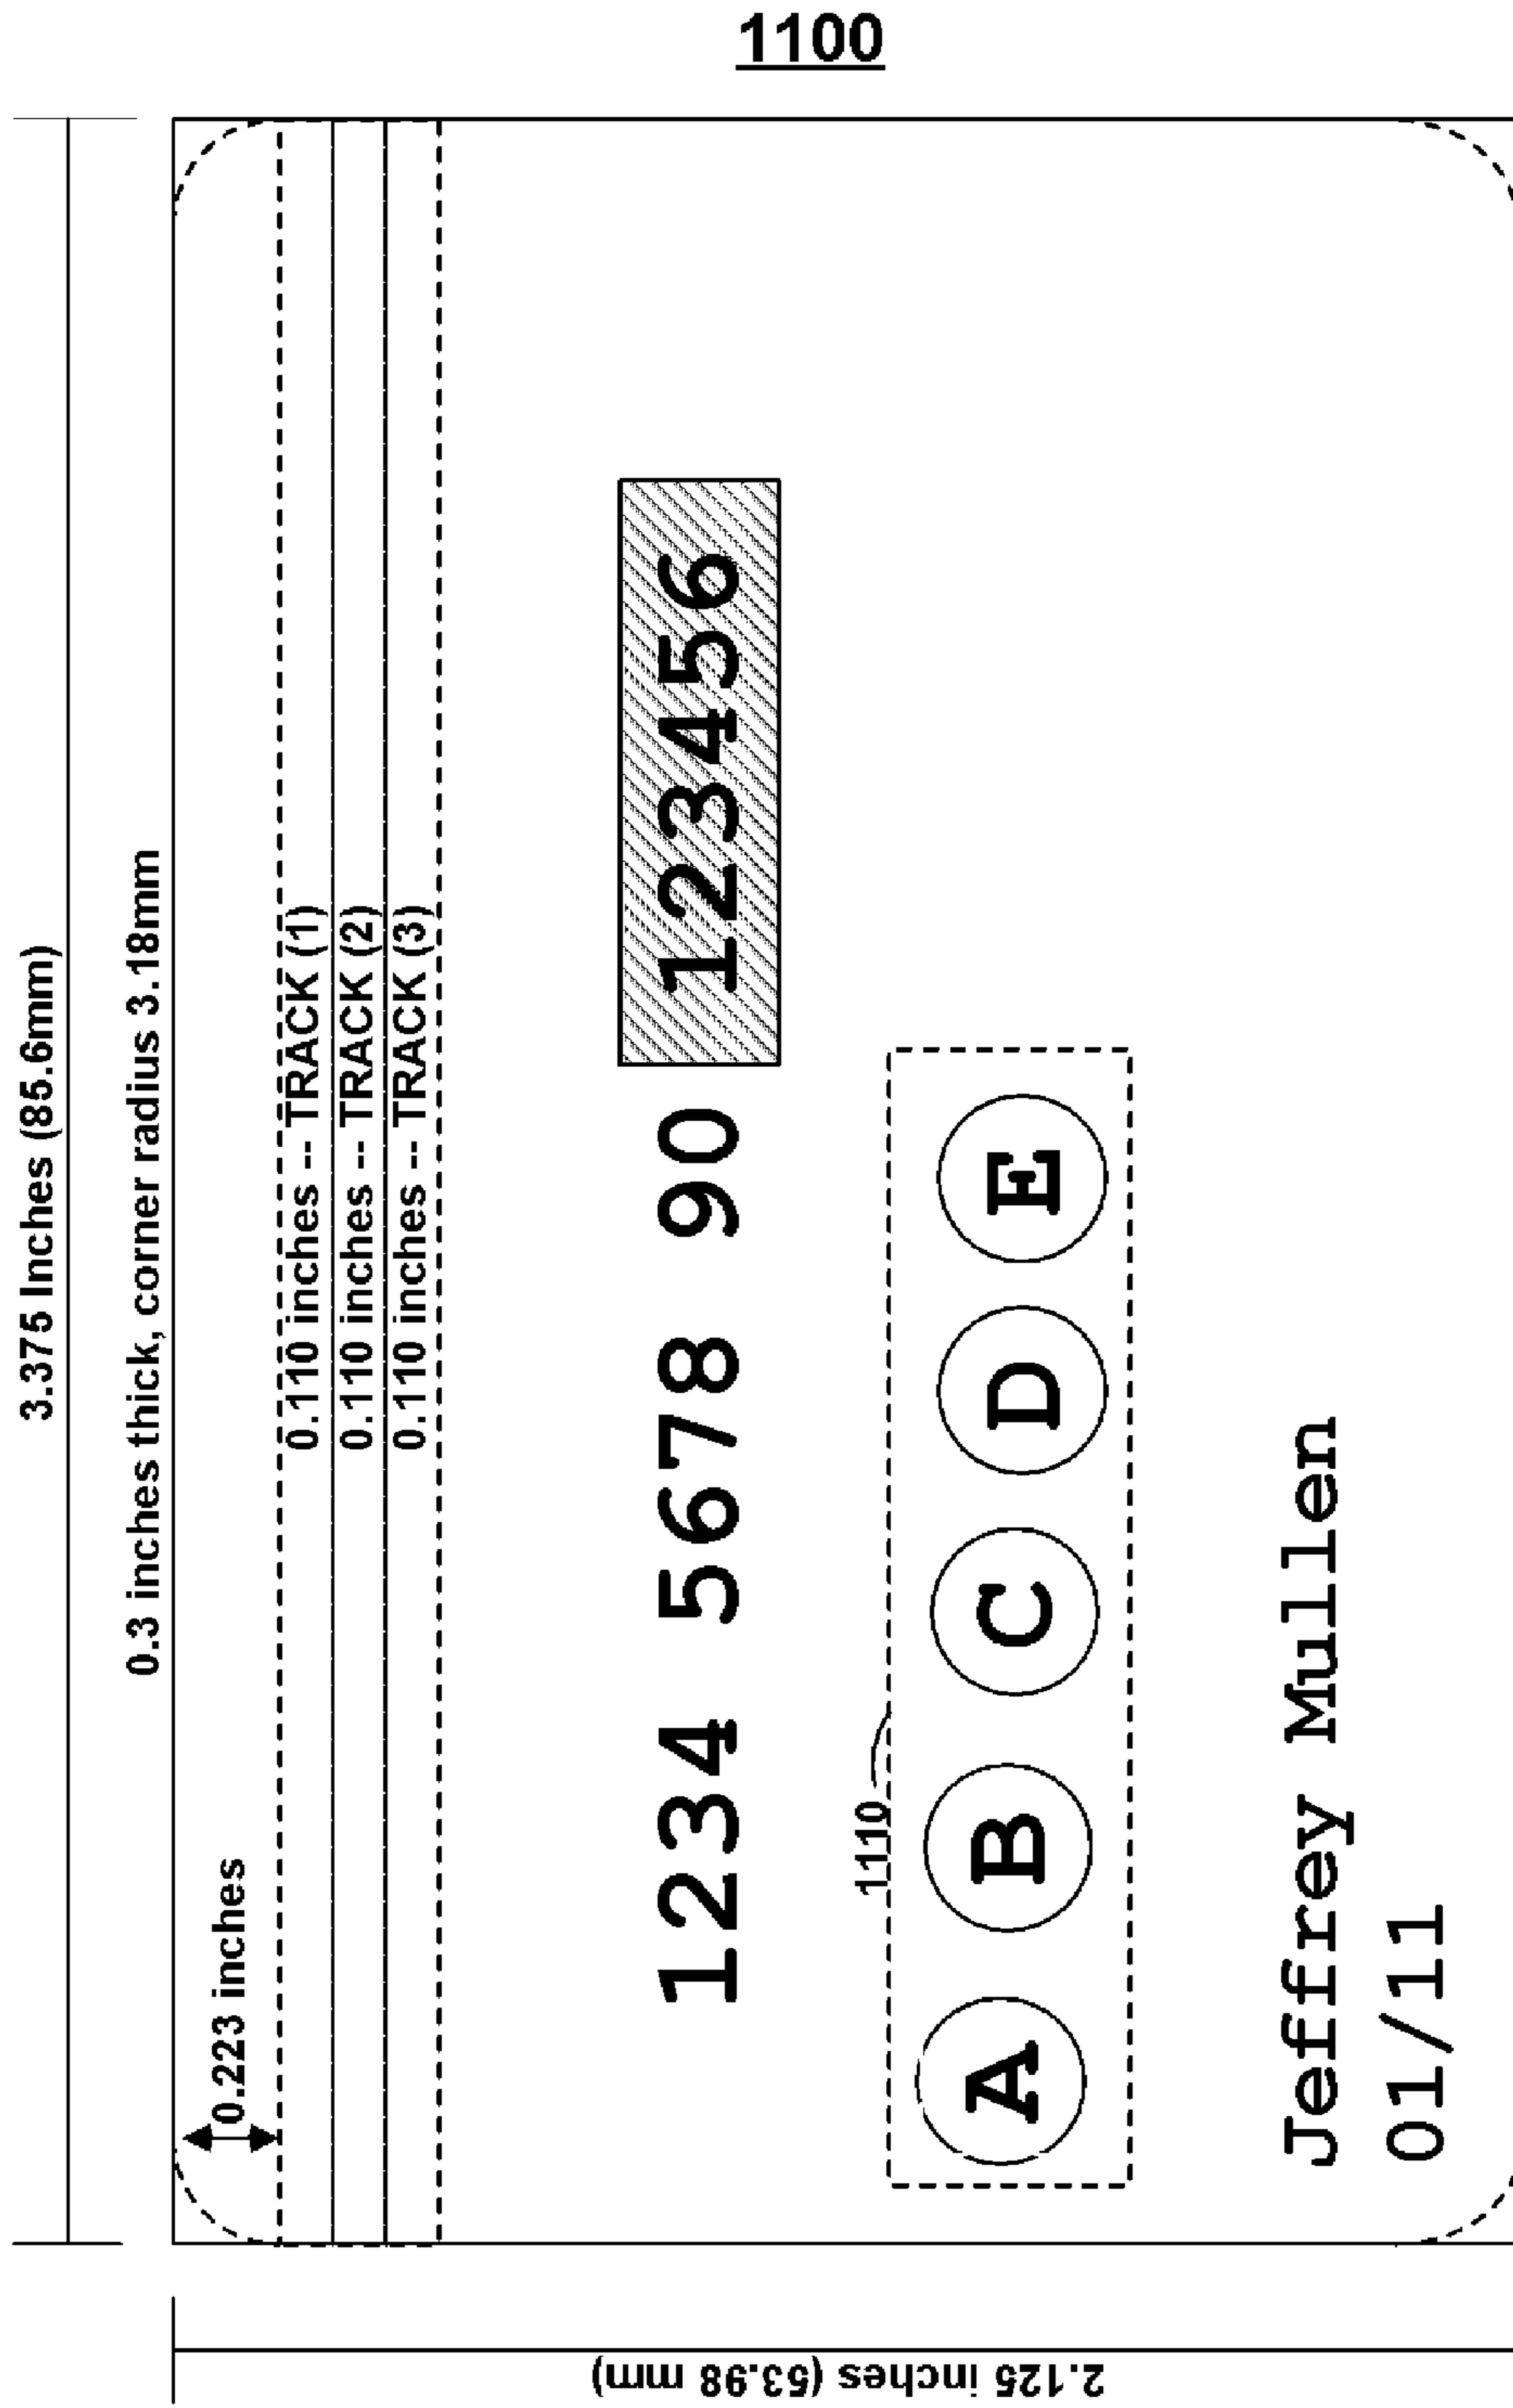 1100
3.375 Inches (85.6mm)
0.3 inches thick, corner radius 3.18mm
0.223 inches
0.110 inches -- TRACK (1)
0.110 inches -- TRACK (2)
0.110 inches -- TRACK (3)
1234 5678 90 123456
1110
A B C D E
Jeffrey Mullen
01/11
2.125 inches (53.98 mm)